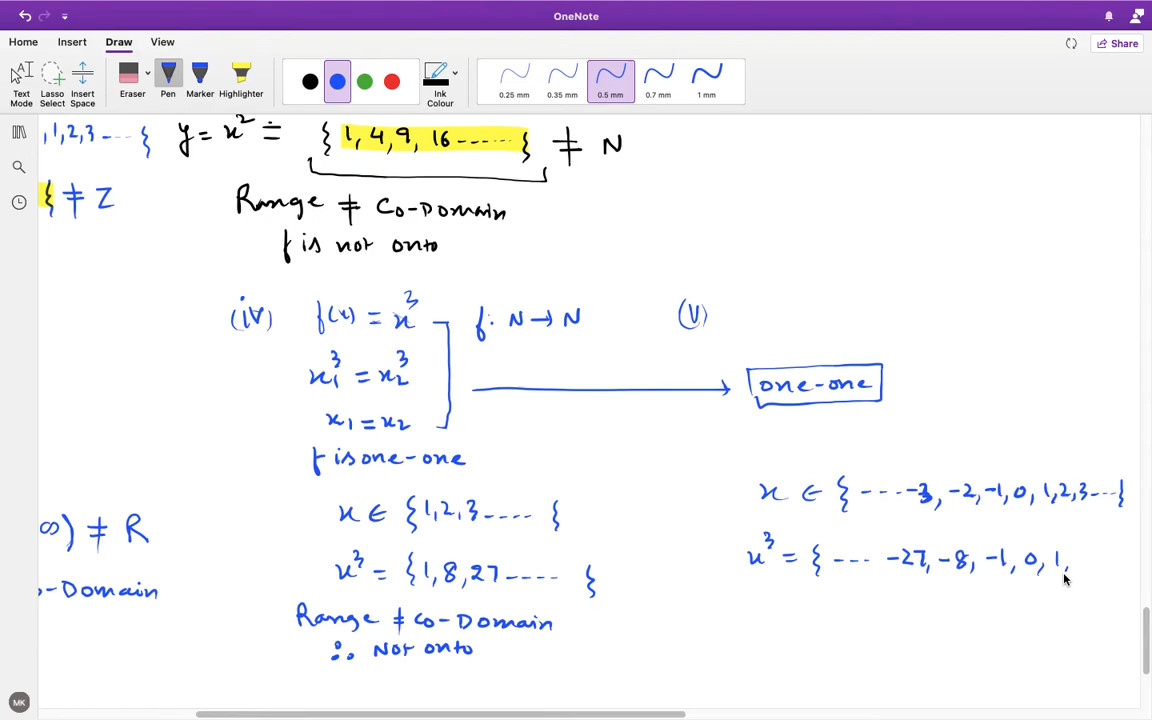 OneNote
Home Insert Draw View
Share
Text Mode
Lasso Select
Insert Space
Eraser
Pen
Marker
Highlighter
Ink Colour
0.25 mm
0.35 mm
0.5 mm
0.7 mm
1 mm
,1,2,3----} y = x² = {1,4,9, 16------} ≠ N
} ≠ Z
Range ≠ Co-Domain
f is not onto
(iv) f(x) = x³ f: N → N (V)
x₁³ = x₂³
one-one
x₁ = x₂
f is one-one
x ∈ {1,2,3-----}
x ∈ {-----3, -2, -1, 0, 1,2,3---}
∞) ≠ R
x³ = {1,8,27----- }
x³ = {--- -27, -8, -1, 0, 1,
o-Domain
Range ≠ Co-Domain
∴ Not onto
MK